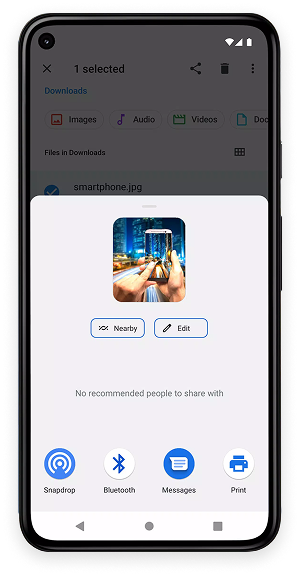 1 selected
Downloads
Images
Audio
Videos
Files in Downloads
smartphone.jpg
Nearby
Edit
No recommended people to share with
Snapdrop
Bluetooth
Messages
Print